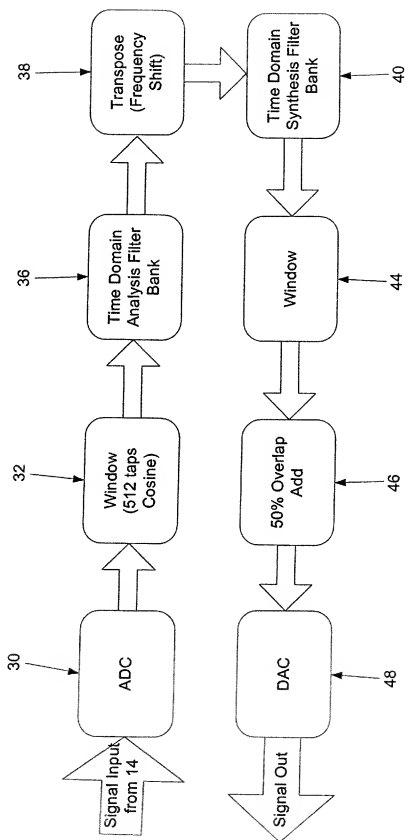 38
Transpose
(Frequency
Shift)
40
Time Domain
Synthesis Filter
Bank
36
Time Domain
Analysis Filter
Bank
44
Window
32
Window
(512 taps
Cosine)
46
50% Overlap
Add
30
ADC
48
DAC
Signal Input
from 14
Signal Out